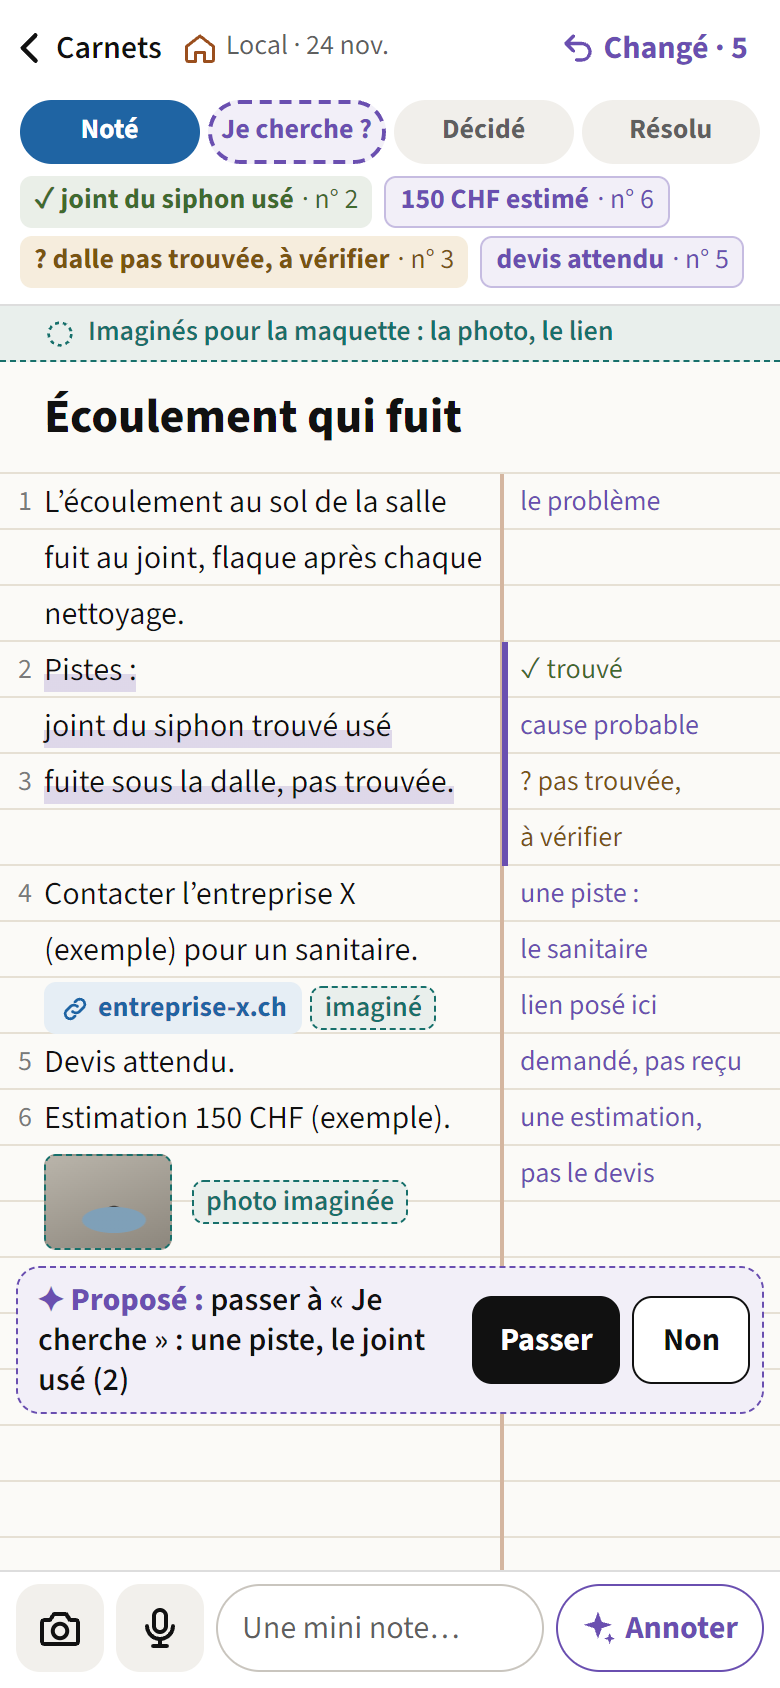 Carnets
Local · 24 nov.
Changé · 5
Noté
Je cherche ?
Décidé
Résolu
✓ joint du siphon usé · n° 2
150 CHF estimé · n° 6
? dalle pas trouvée, à vérifier · n° 3
devis attendu · n° 5
Imaginés pour la maquette : la photo, le lien
Écoulement qui fuit
1 L’écoulement au sol de la salle
le problème
fuit au joint, flaque après chaque
nettoyage.
2 Pistes :
✓ trouvé
joint du siphon trouvé usé
cause probable
3 fuite sous la dalle, pas trouvée.
? pas trouvée,
à vérifier
4 Contacter l’entreprise X
une piste :
(exemple) pour un sanitaire.
le sanitaire
entreprise-x.ch
imaginé
lien posé ici
5 Devis attendu.
demandé, pas reçu
6 Estimation 150 CHF (exemple).
une estimation,
pas le devis
photo imaginée
✦ Proposé : passer à « Je
cherche » : une piste, le joint
usé (2)
Passer
Non
Une mini note…
Annoter